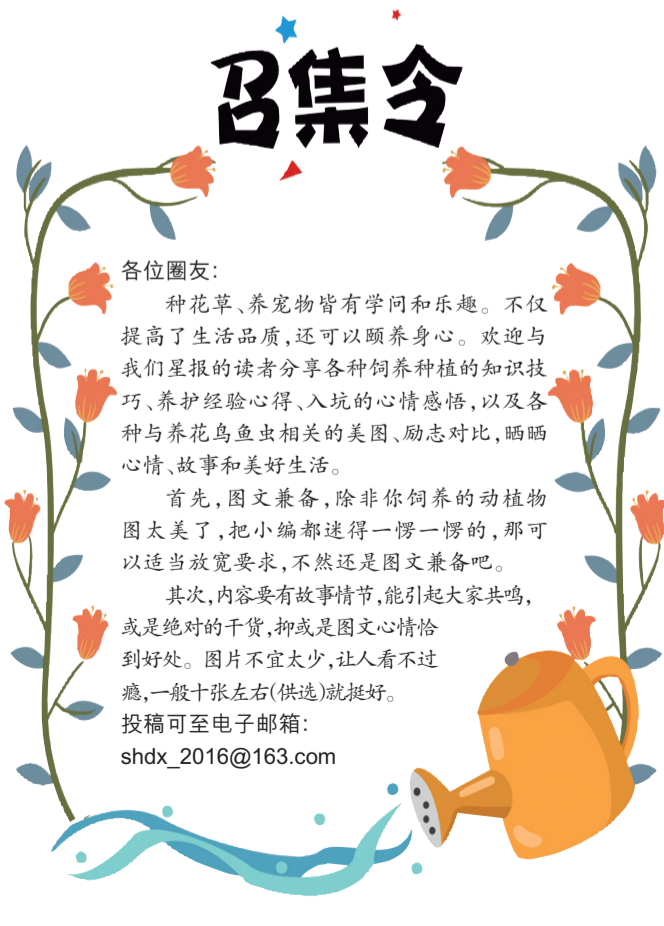 召集令
各位圈友:
种花草、养宠物皆有学问和乐趣。不仅
提高了生活品质,还可以颐养身心。欢迎与
我们星报的读者分享各种饲养种植的知识技
巧、养护经验心得、入坑的心情感悟,以及各
种与养花鸟鱼虫相关的美图、励志对比,晒晒
心情、故事和美好生活。
首先,图文兼备,除非你饲养的动植物
图太美了,把小编都迷得一愣一愣的,那可
以适当放宽要求,不然还是图文兼备吧。
其次,内容要有故事情节,能引起大家共鸣,
或是绝对的干货,抑或是图文心情恰
到好处。图片不宜太少,让人看不过
瘾,一般十张左右(供选)就挺好。
投稿可至电子邮箱:
shdx_2016@163.com